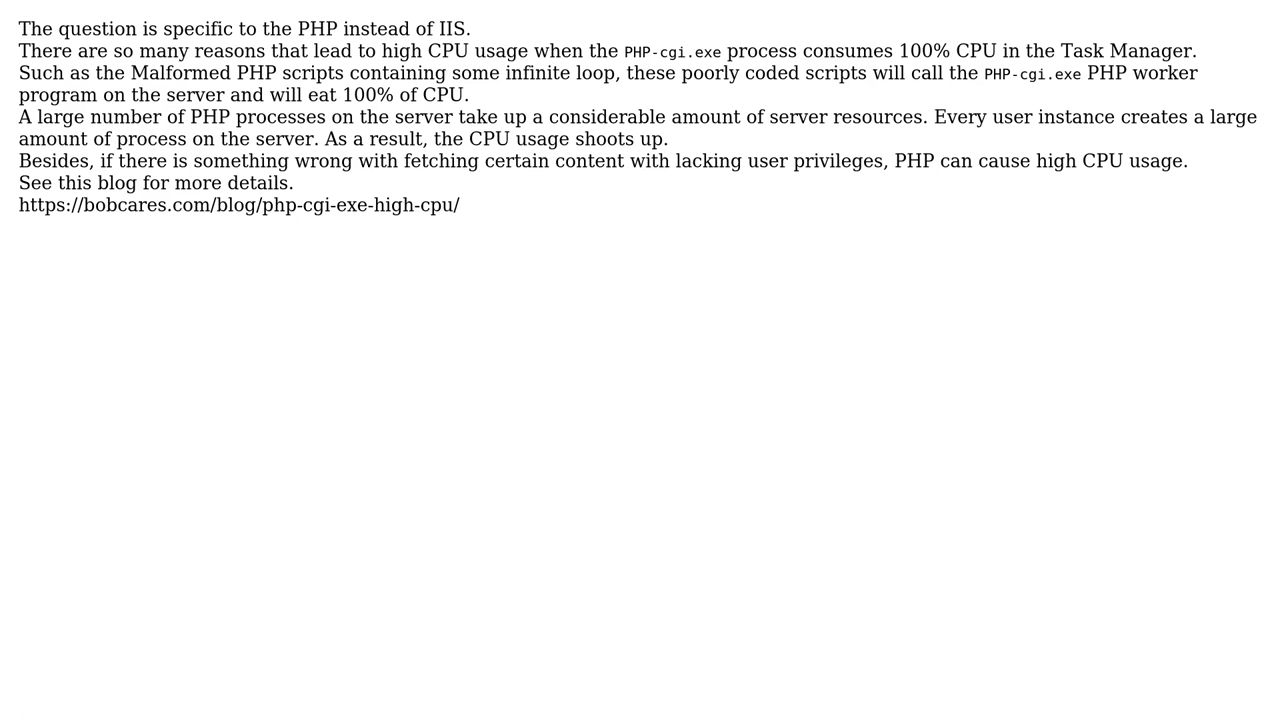 The question is specific to the PHP instead of IIS.
There are so many reasons that lead to high CPU usage when the PHP-cgi.exe process consumes 100% CPU in the Task Manager.
Such as the Malformed PHP scripts containing some infinite loop, these poorly coded scripts will call the PHP-cgi.exe PHP worker
program on the server and will eat 100% of CPU.
A large number of PHP processes on the server take up a considerable amount of server resources. Every user instance creates a large
amount of process on the server. As a result, the CPU usage shoots up.
Besides, if there is something wrong with fetching certain content with lacking user privileges, PHP can cause high CPU usage.
See this blog for more details.
https://bobcares.com/blog/php-cgi-exe-high-cpu/